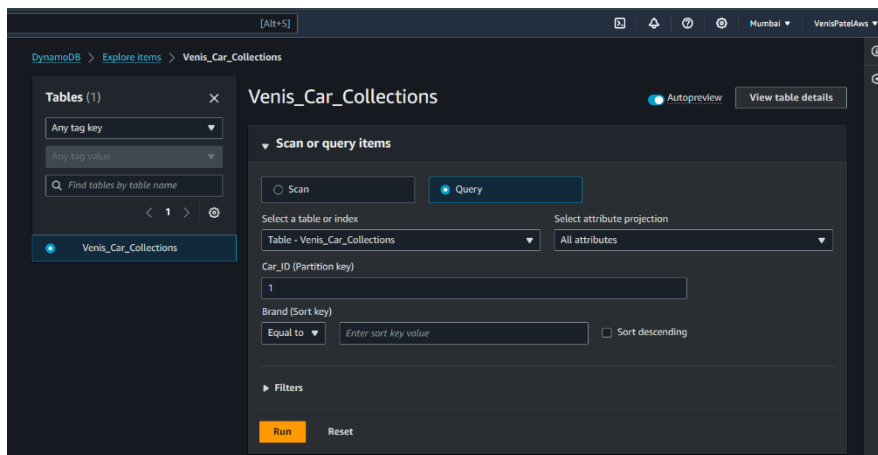 [Alt+S]
Mumbai ▼
VenisPatelAws ▼
DynamoDB > Explore items > Venis_Car_Collections
Tables (1)
Any tag key
Any tag value
Find tables by table name
< 1 >
Venis_Car_Collections
Venis_Car_Collections
Autopreview
View table details
Scan or query items
Scan
Query
Select a table or index
Select attribute projection
Table - Venis_Car_Collections
All attributes
Car_ID (Partition key)
1
Brand (Sort key)
Equal to
Enter sort key value
Sort descending
Filters
Run
Reset